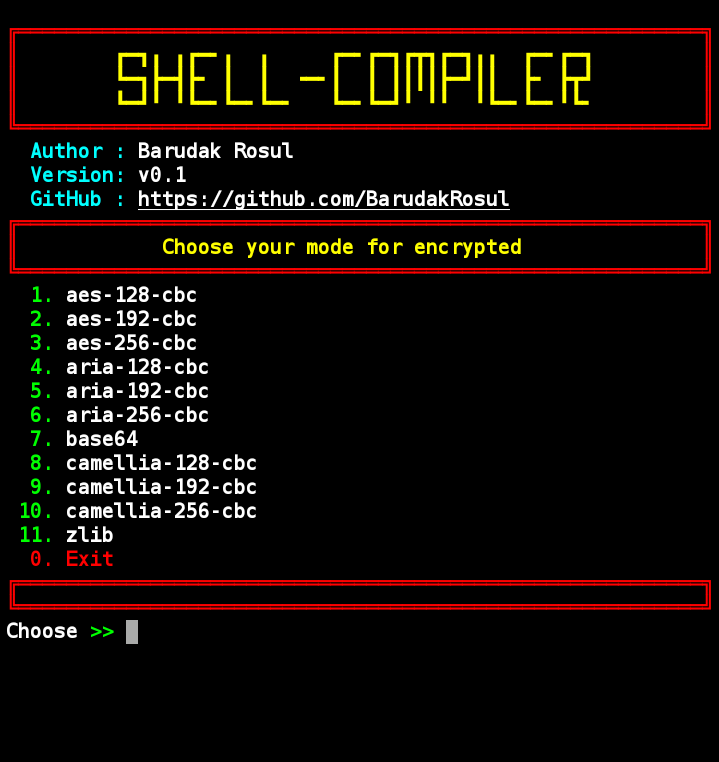 SHELL-COMPILER
Author : Barudak Rosul
Version: v0.1
GitHub : https://github.com/BarudakRosul
Choose your mode for encrypted
1. aes-128-cbc
2. aes-192-cbc
3. aes-256-cbc
4. aria-128-cbc
5. aria-192-cbc
6. aria-256-cbc
7. base64
8. camellia-128-cbc
9. camellia-192-cbc
10. camellia-256-cbc
11. zlib
0. Exit
Choose >>